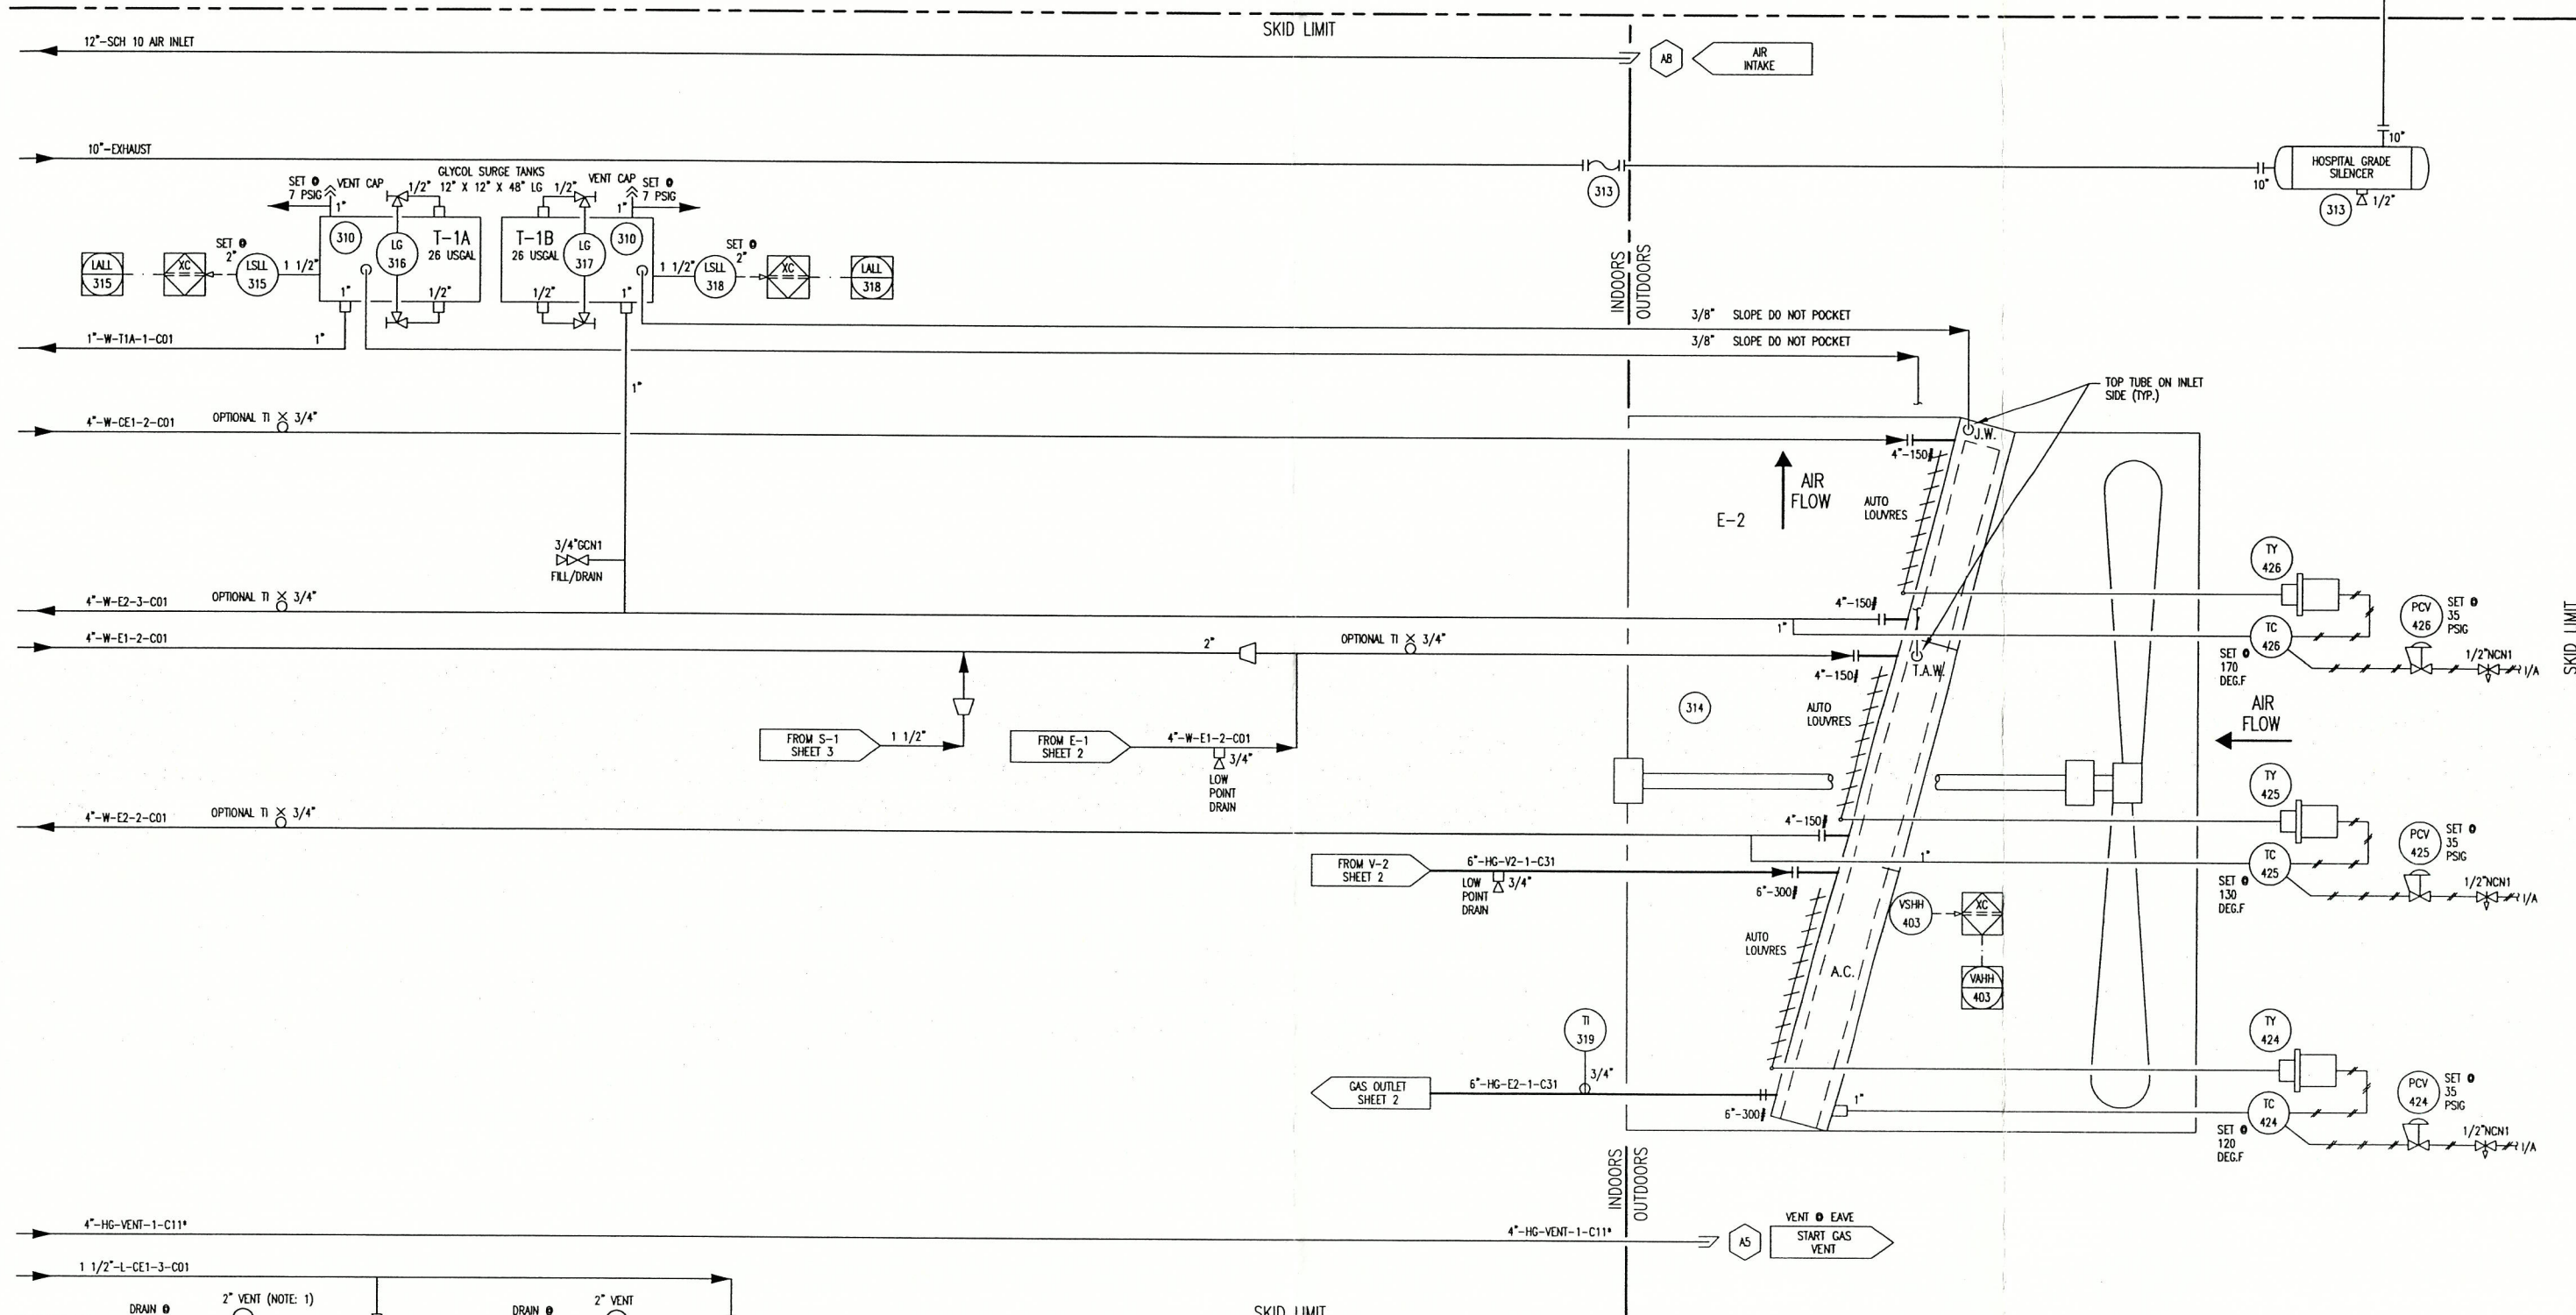 SKID LIMIT
12"-SCH 10 AIR INLET
A8
AIR
INTAKE
10"-EXHAUST
313
10"
10"
HOSPITAL GRADE
SILENCER
313
1/2"
GLYCOL SURGE TANKS
12" X 12" X 48" LG
SET @
7 PSIG
VENT CAP
1"
1/2"
1/2"
VENT CAP
SET @
7 PSIG
1"
310
T-1A
26 USGAL
LG
316
T-1B
26 USGAL
LG
317
310
LALL
315
XC
SET @
2"
LSLL
315
1 1/2"
1"
1/2"
1/2"
1"
1 1/2"
LSLL
318
SET @
2"
XC
LALL
318
INDOORS
OUTDOORS
3/8" SLOPE DO NOT POCKET
3/8" SLOPE DO NOT POCKET
1"-W-T1A-1-C01
1"
1"
TOP TUBE ON INLET
SIDE (TYP.)
4"-W-CE1-2-C01
OPTIONAL TI
3/4"
J.W.
4"-150#
AIR
FLOW
E-2
AUTO
LOUVRES
3/4"GCN1
FILL/DRAIN
TY
426
4"-W-E2-3-C01
OPTIONAL TI
3/4"
4"-150#
1"
TC
426
SET @
170
DEG.F
PCV
426
SET @
35
PSIG
1/2"NCN1
I/A
SKID LIMIT
4"-W-E1-2-C01
2"
OPTIONAL TI
3/4"
4"-150#
T.A.W.
314
AUTO
LOUVRES
AIR
FLOW
FROM S-1
SHEET 3
1 1/2"
FROM E-1
SHEET 2
4"-W-E1-2-C01
3/4"
LOW
POINT
DRAIN
TY
425
4"-W-E2-2-C01
OPTIONAL TI
3/4"
4"-150#
1"
TC
425
SET @
130
DEG.F
PCV
425
SET @
35
PSIG
1/2"NCN1
I/A
FROM V-2
SHEET 2
6"-HG-V2-1-C31
LOW
POINT
DRAIN
3/4"
6"-300#
VSHH
403
XC
VAHH
403
AUTO
LOUVRES
A.C.
TI
319
3/4"
GAS OUTLET
SHEET 2
6"-HG-E2-1-C31
6"-300#
1"
TY
424
TC
424
SET @
120
DEG.F
PCV
424
SET @
35
PSIG
1/2"NCN1
I/A
INDOORS
OUTDOORS
4"-HG-VENT-1-C11*
4"-HG-VENT-1-C11*
A5
VENT @ EAVE
START GAS
VENT
1 1/2"-L-CE1-3-C01
DRAIN @
2" VENT (NOTE: 1)
DRAIN @
2" VENT
SKID LIMIT